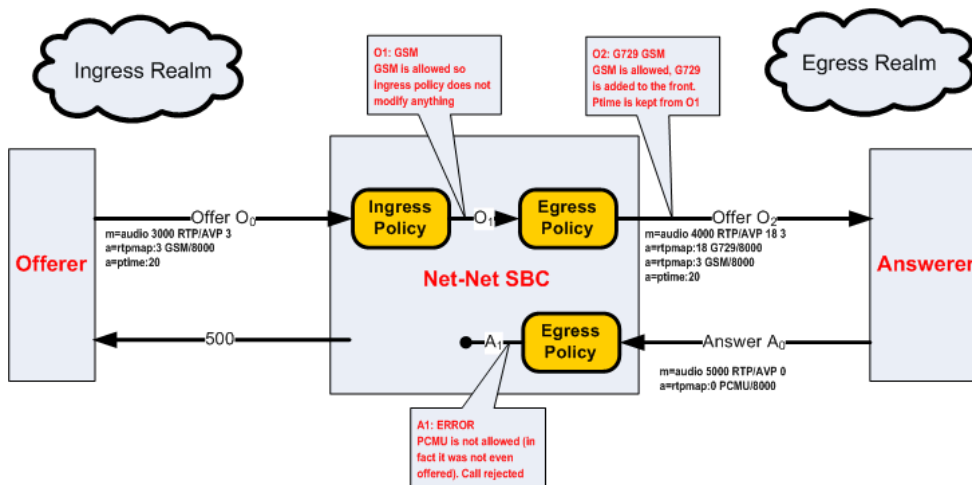 Ingress Realm
O1: GSM
GSM is allowed so
ingress policy does not
modify anything
O2: G729 GSM
GSM is allowed, G729
is added to the front.
Ptime is kept from O1
Egress Realm
Offerer
Offer O0
m=audio 3000 RTP/AVP 3
a=rtpmap:3 GSM/8000
a=ptime:20
Ingress
Policy
O1
Egress
Policy
Offer O2
m=audio 4000 RTP/AVP 18 3
a=rtpmap:18 G729/8000
a=rtpmap:3 GSM/8000
a=ptime:20
Answerer
Net-Net SBC
500
A1
Egress
Policy
Answer A0
m=audio 5000 RTP/AVP 0
a=rtpmap:0 PCMU/8000
A1: ERROR
PCMU is not allowed (in
fact it was not even
offered). Call rejected